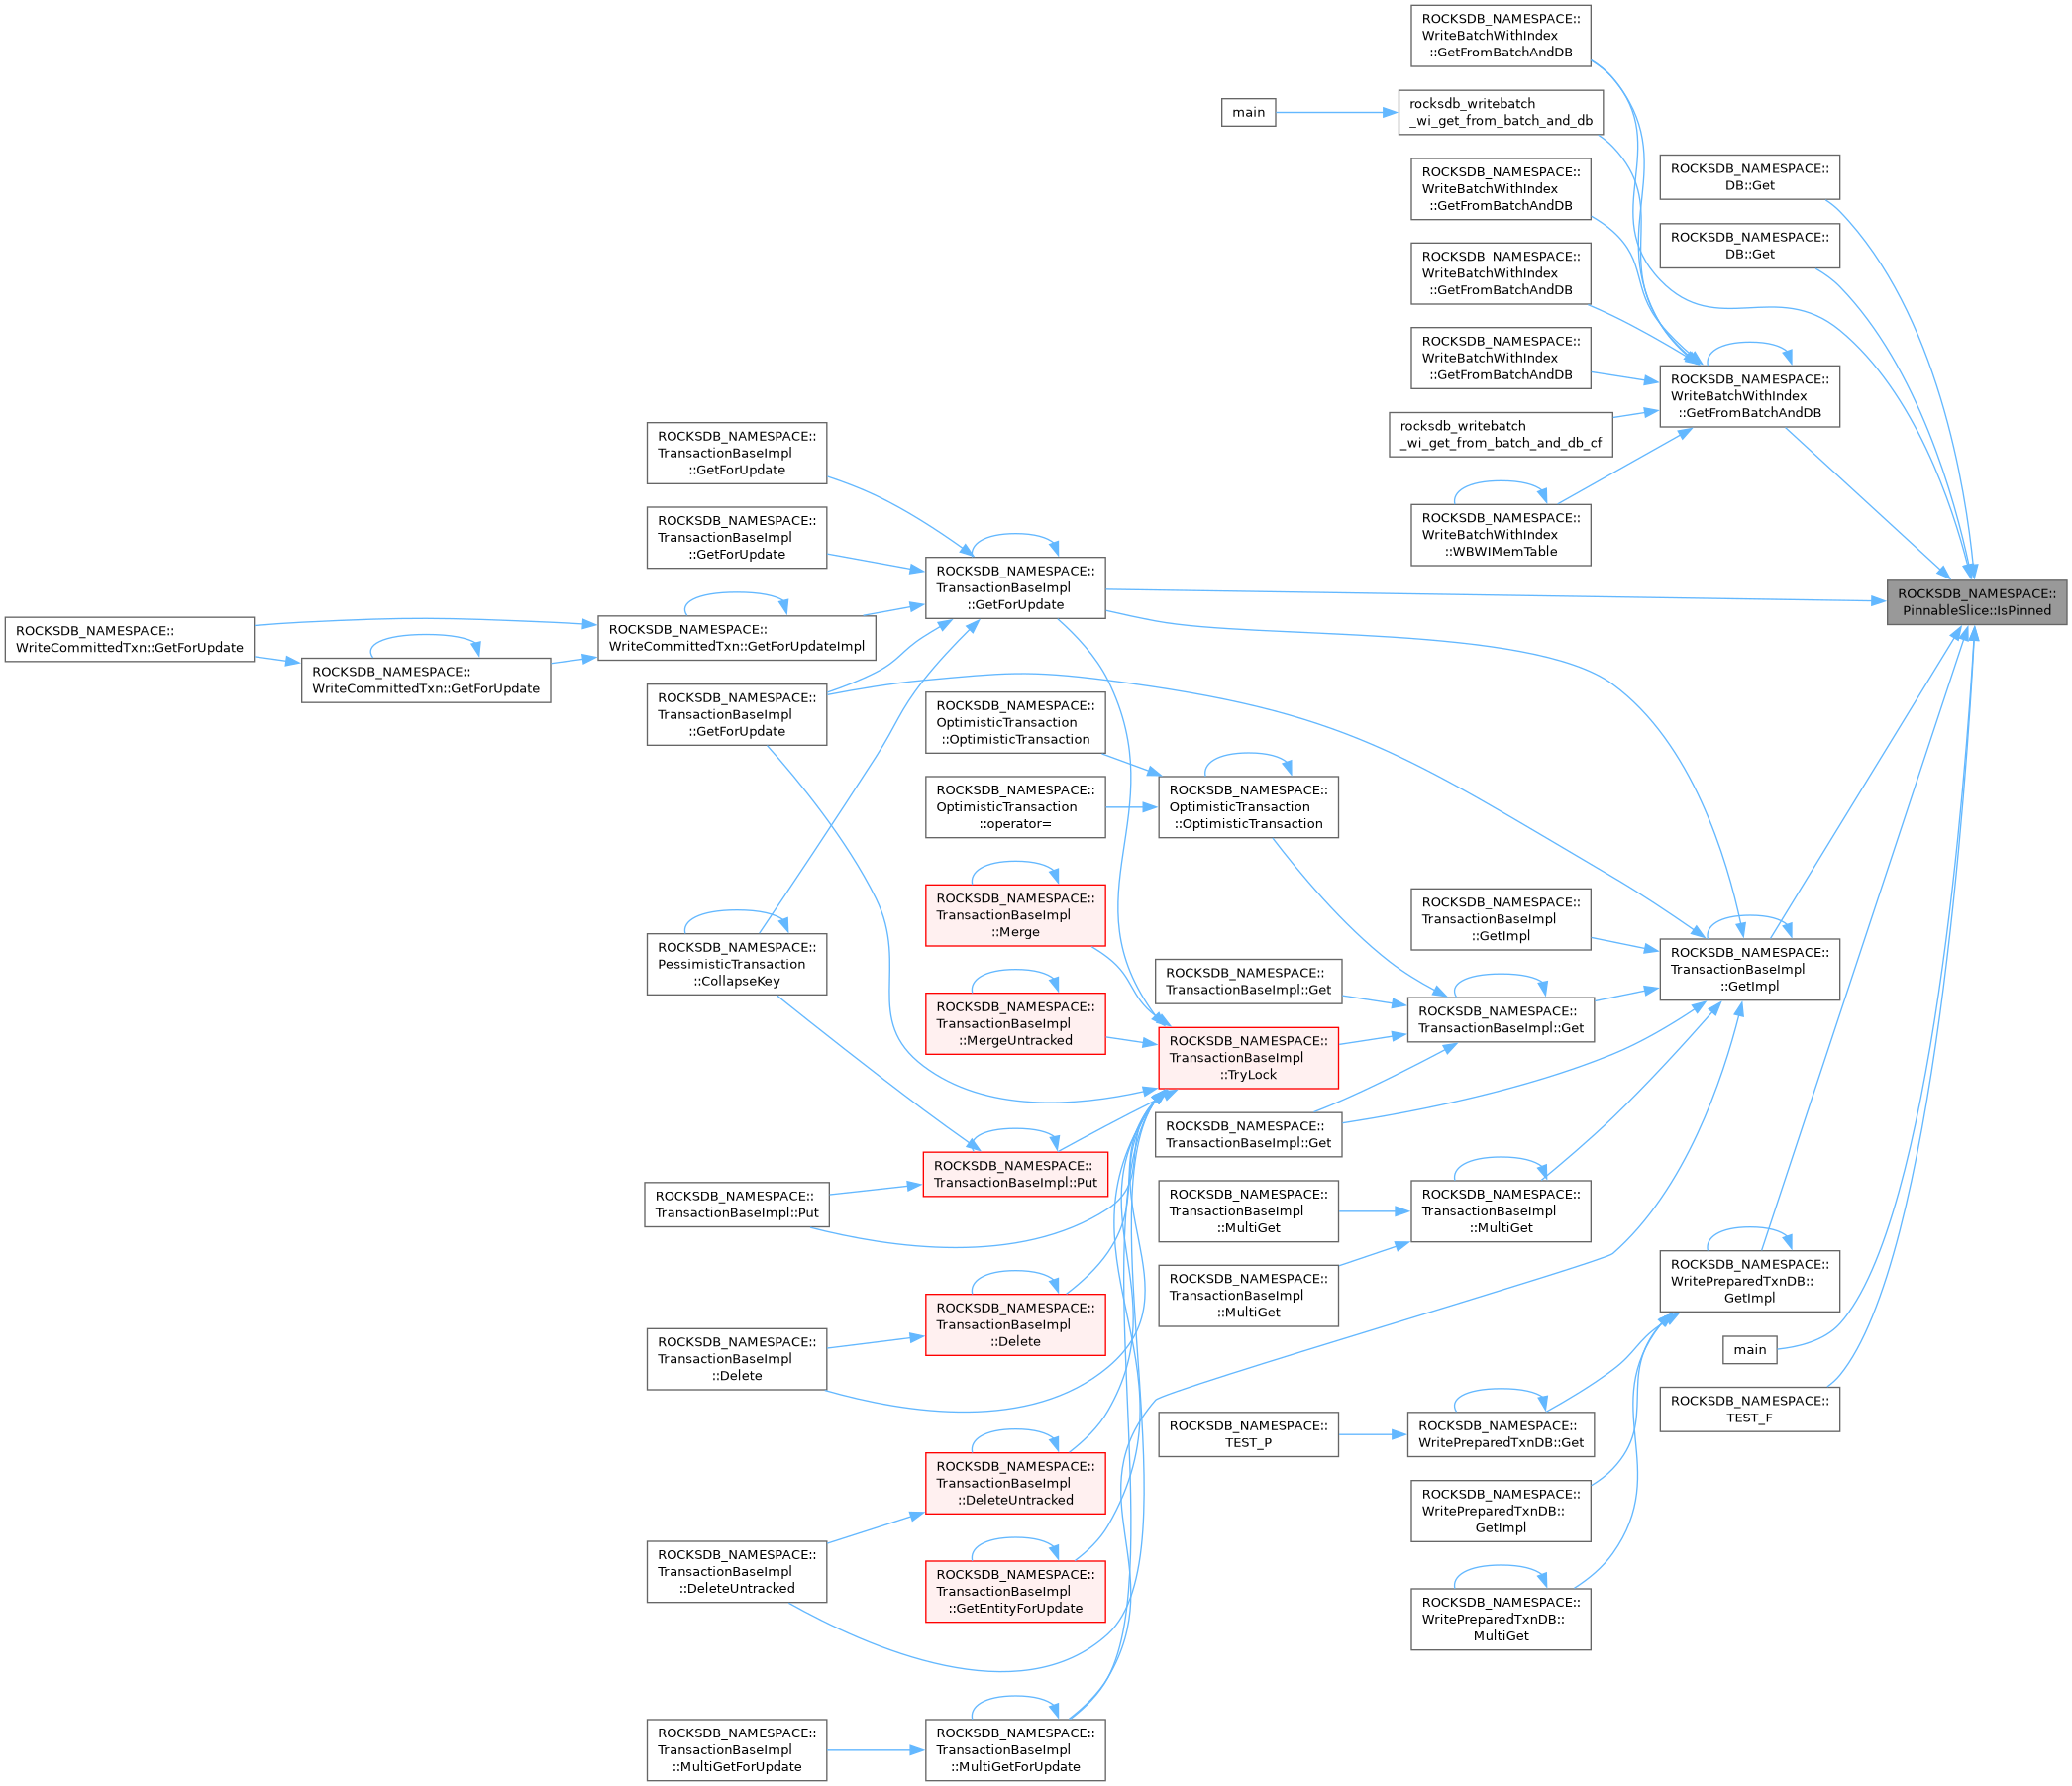 ROCKSDB_NAMESPACE::
WriteBatchWithIndex
::GetFromBatchAndDB
main
rocksdb_writebatch
_wi_get_from_batch_and_db
ROCKSDB_NAMESPACE::
DB::Get
ROCKSDB_NAMESPACE::
WriteBatchWithIndex
::GetFromBatchAndDB
ROCKSDB_NAMESPACE::
DB::Get
ROCKSDB_NAMESPACE::
WriteBatchWithIndex
::GetFromBatchAndDB
ROCKSDB_NAMESPACE::
WriteBatchWithIndex
::GetFromBatchAndDB
ROCKSDB_NAMESPACE::
WriteBatchWithIndex
::GetFromBatchAndDB
rocksdb_writebatch
_wi_get_from_batch_and_db_cf
ROCKSDB_NAMESPACE::
WriteBatchWithIndex
::WBWIMemTable
ROCKSDB_NAMESPACE::
PinnableSlice::IsPinned
ROCKSDB_NAMESPACE::
TransactionBaseImpl
::GetForUpdate
ROCKSDB_NAMESPACE::
TransactionBaseImpl
::GetForUpdate
ROCKSDB_NAMESPACE::
TransactionBaseImpl
::GetForUpdate
ROCKSDB_NAMESPACE::
WriteCommittedTxn::GetForUpdate
ROCKSDB_NAMESPACE::
WriteCommittedTxn::GetForUpdateImpl
ROCKSDB_NAMESPACE::
WriteCommittedTxn::GetForUpdate
ROCKSDB_NAMESPACE::
TransactionBaseImpl
::GetForUpdate
ROCKSDB_NAMESPACE::
OptimisticTransaction
::OptimisticTransaction
ROCKSDB_NAMESPACE::
OptimisticTransaction
::operator=
ROCKSDB_NAMESPACE::
OptimisticTransaction
::OptimisticTransaction
ROCKSDB_NAMESPACE::
TransactionBaseImpl
::Merge
ROCKSDB_NAMESPACE::
TransactionBaseImpl
::GetImpl
ROCKSDB_NAMESPACE::
TransactionBaseImpl
::GetImpl
ROCKSDB_NAMESPACE::
PessimisticTransaction
::CollapseKey
ROCKSDB_NAMESPACE::
TransactionBaseImpl::Get
ROCKSDB_NAMESPACE::
TransactionBaseImpl
::MergeUntracked
ROCKSDB_NAMESPACE::
TransactionBaseImpl::Get
ROCKSDB_NAMESPACE::
TransactionBaseImpl
::TryLock
ROCKSDB_NAMESPACE::
TransactionBaseImpl::Get
ROCKSDB_NAMESPACE::
TransactionBaseImpl::Put
ROCKSDB_NAMESPACE::
TransactionBaseImpl::Put
ROCKSDB_NAMESPACE::
TransactionBaseImpl
::MultiGet
ROCKSDB_NAMESPACE::
TransactionBaseImpl
::MultiGet
ROCKSDB_NAMESPACE::
TransactionBaseImpl
::MultiGet
ROCKSDB_NAMESPACE::
WritePreparedTxnDB::
GetImpl
ROCKSDB_NAMESPACE::
TransactionBaseImpl
::Delete
ROCKSDB_NAMESPACE::
TransactionBaseImpl
::Delete
main
ROCKSDB_NAMESPACE::
TEST_F
ROCKSDB_NAMESPACE::
TEST_P
ROCKSDB_NAMESPACE::
WritePreparedTxnDB::Get
ROCKSDB_NAMESPACE::
TransactionBaseImpl
::DeleteUntracked
ROCKSDB_NAMESPACE::
WritePreparedTxnDB::
GetImpl
ROCKSDB_NAMESPACE::
TransactionBaseImpl
::DeleteUntracked
ROCKSDB_NAMESPACE::
TransactionBaseImpl
::GetEntityForUpdate
ROCKSDB_NAMESPACE::
WritePreparedTxnDB::
MultiGet
ROCKSDB_NAMESPACE::
TransactionBaseImpl
::MultiGetForUpdate
ROCKSDB_NAMESPACE::
TransactionBaseImpl
::MultiGetForUpdate